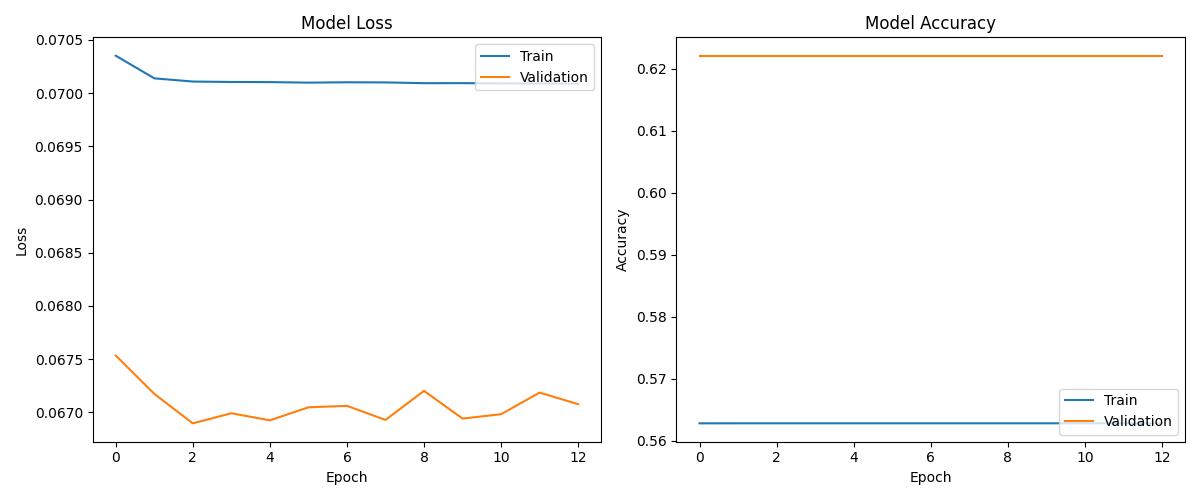 Model Loss
0.0705
0.0700
0.0695
0.0690
0.0685
0.0680
0.0675
0.0670
Loss
0 2 4 6 8 10 12
Epoch
Train
Validation
Model Accuracy
0.62
0.61
0.60
0.59
0.58
0.57
0.56
Accuracy
0 2 4 6 8 10 12
Epoch
Train
Validation